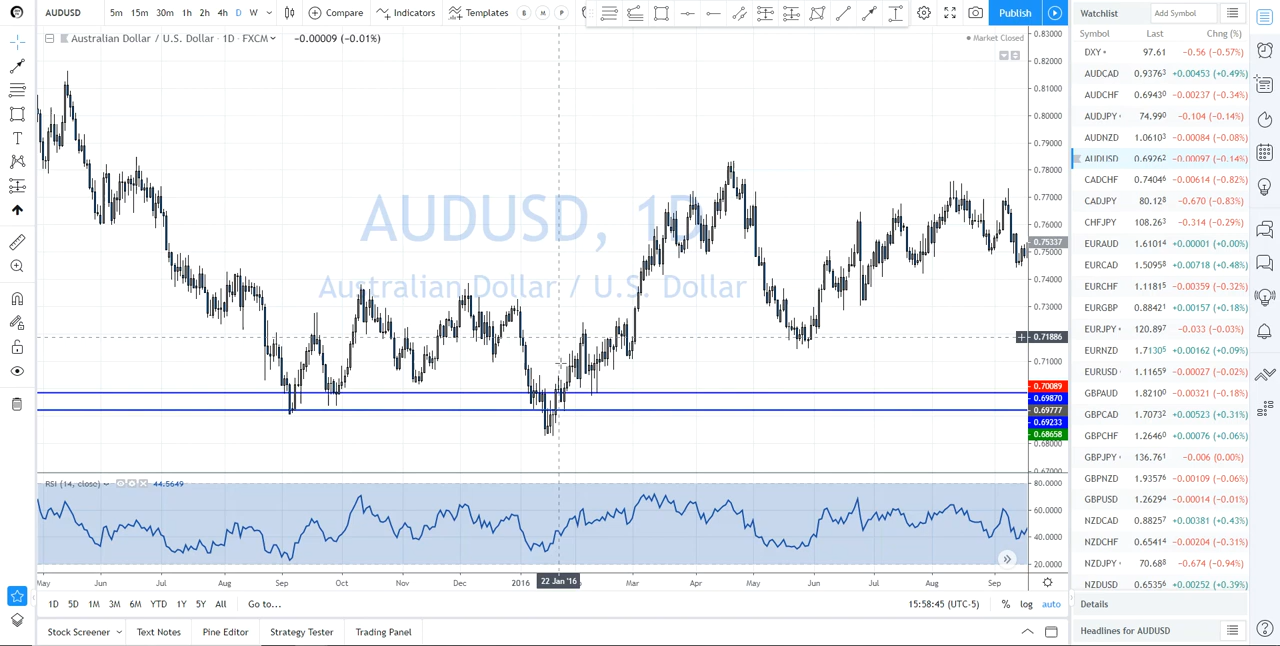 AUDUSD 5m 15m 30m 1h 2h 4h D W Compare Indicators Templates B M P Publish
Australian Dollar / U.S. Dollar · 1D · FXCM -0.00009 (-0.01%)
Market Closed
AUDUSD, 1D
Australian Dollar / U.S. Dollar
0.83000
0.82000
0.81000
0.80000
0.79000
0.78000
0.77000
0.76000
0.75337
0.75000
0.74000
0.73000
0.71886
0.71000
0.70089
0.69870
0.69777
0.69233
0.68658
0.68000
0.67000
RSI (14, close) 44.5649
80.0000
60.0000
40.0000
20.0000
May Jun Jul Aug Sep Oct Nov Dec 2016 22 Jan '16 Mar Apr May Jun Jul Aug Sep
1D 5D 1M 3M 6M YTD 1Y 5Y All Go to... 15:58:45 (UTC-5) % log auto
Stock Screener Text Notes Pine Editor Strategy Tester Trading Panel
Watchlist Add Symbol
Symbol Last Chng (%)
DXY 97.61 -0.56 (-0.57%)
AUDCAD 0.93763 +0.00453 (+0.49%)
AUDCHF 0.69430 -0.00237 (-0.34%)
AUDJPY 74.990 -0.104 (-0.14%)
AUDNZD 1.06103 -0.00084 (-0.08%)
AUDUSD 0.69262 -0.00097 (-0.14%)
CADCHF 0.74046 -0.00614 (-0.82%)
CADJPY 80.128 -0.670 (-0.83%)
CHFJPY 108.263 -0.314 (-0.29%)
EURAUD 1.61014 +0.00001 (+0.00%)
EURCAD 1.50958 +0.00718 (+0.48%)
EURCHF 1.11815 -0.00359 (-0.32%)
EURGBP 0.88421 +0.00157 (+0.18%)
EURJPY 120.897 -0.033 (-0.03%)
EURNZD 1.71305 +0.00162 (+0.09%)
EURUSD 1.11659 -0.00027 (-0.02%)
GBPAUD 1.82100 -0.00321 (-0.18%)
GBPCAD 1.70732 +0.00523 (+0.31%)
GBPCHF 1.26460 +0.00076 (+0.06%)
GBPJPY 136.761 -0.006 (0.00%)
GBPNZD 1.93576 -0.00109 (-0.06%)
GBPUSD 1.26294 -0.00014 (-0.01%)
NZDCAD 0.88257 +0.00381 (+0.43%)
NZDCHF 0.65414 -0.00204 (-0.31%)
NZDJPY 70.688 -0.674 (-0.94%)
NZDUSD 0.65356 +0.00252 (+0.39%)
Details
Headlines for AUDUSD